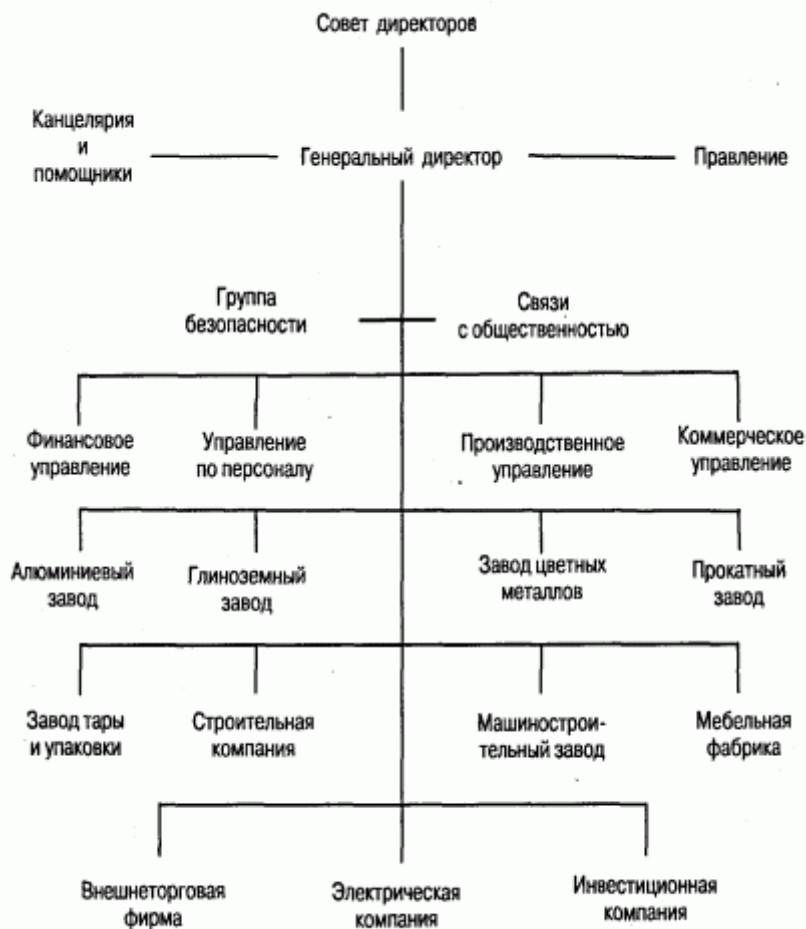 Совет директоров
Канцелярия
и
помощники
Генеральный директор
Правление
Группа
безопасности
Связи
с общественностью
Финансовое
управление
Управление
по персоналу
Производственное
управление
Коммерческое
управление
Алюминиевый
завод
Глиноземный
завод
Завод цветных
металлов
Прокатный
завод
Завод тары
и упаковки
Строительная
компания
Машинострои-
тельный завод
Мебельная
фабрика
Внешнеторговая
фирма
Электрическая
компания
Инвестиционная
компания